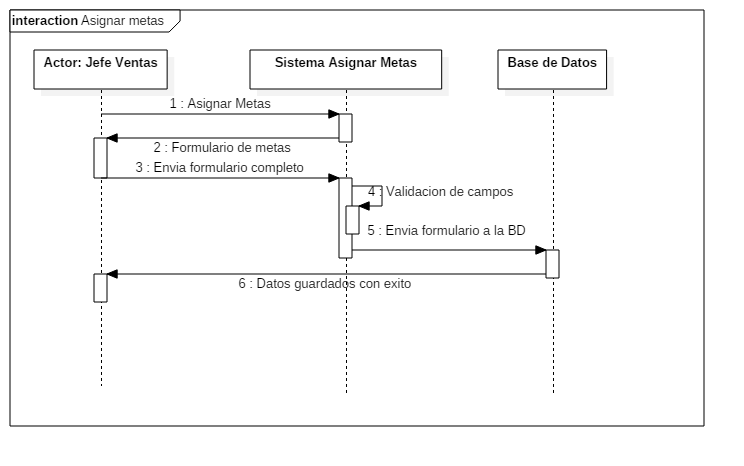 interaction Asignar metas
Actor: Jefe Ventas
Sistema Asignar Metas
Base de Datos
1 : Asignar Metas
2 : Formulario de metas
3 : Envia formulario completo
4 : Validacion de campos
5 : Envia formulario a la BD
6 : Datos guardados con exito